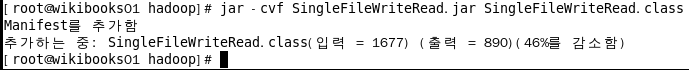 [root@wikibooks01 hadoop]# jar -cvf SingleFileWriteRead.jar SingleFileWriteRead.class
Manifest를 추가함
추가하는 중: SingleFileWriteRead.class(입력 = 1677) (출력 = 890)(46%를 감소함)
[root@wikibooks01 hadoop]#